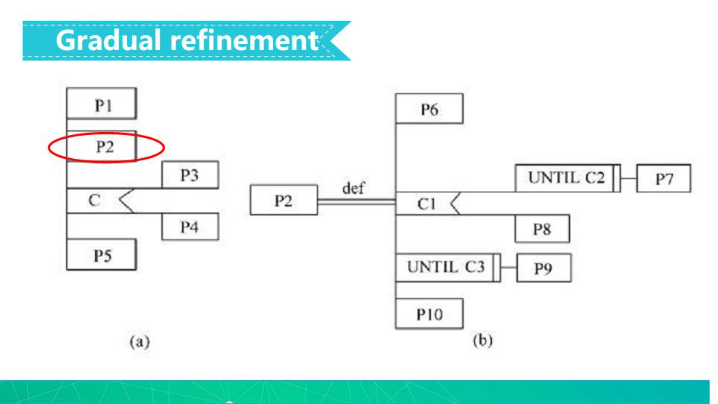 Gradual refinement
P1
P2
P3
C
P4
P5
(a)
P6
UNTIL C2
P7
P2
def
C1
P8
UNTIL C3
P9
P10
(b)